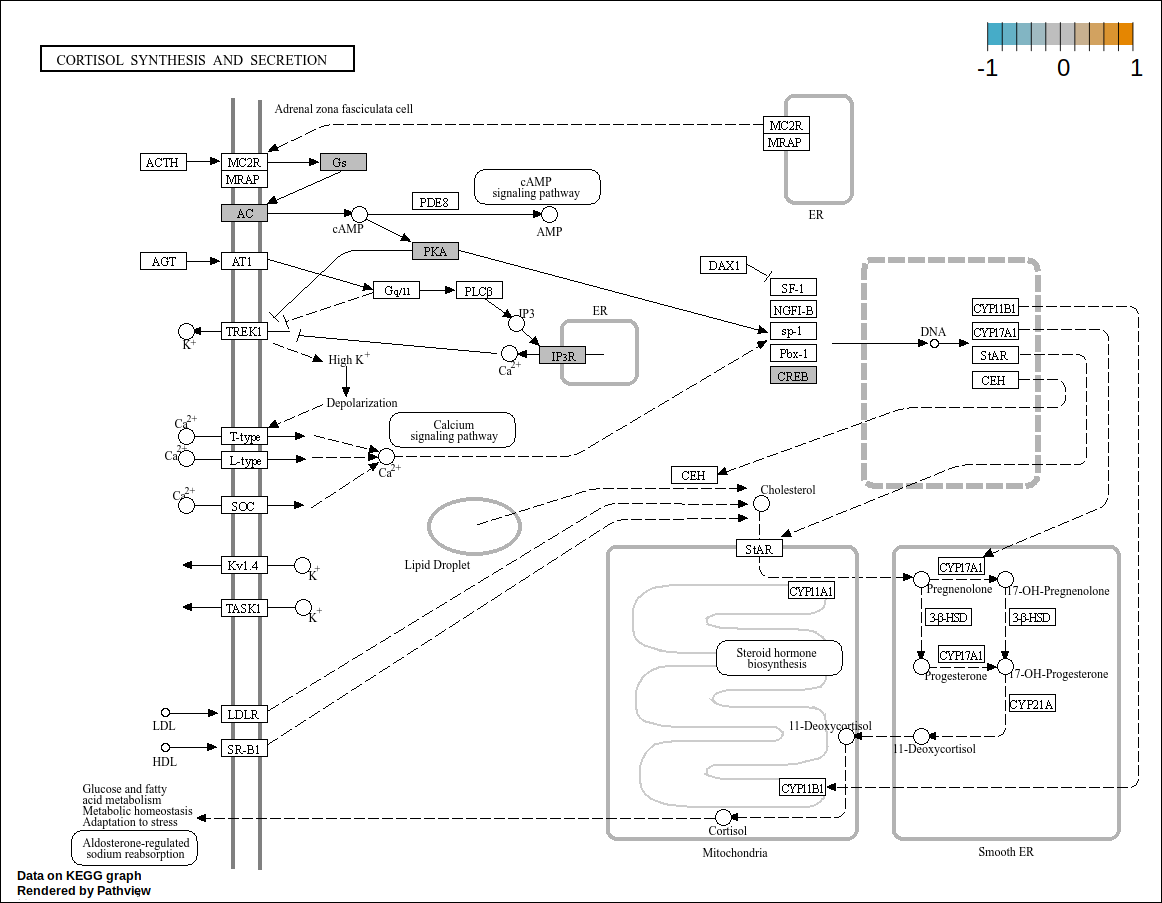 CORTISOL SYNTHESIS AND SECRETION
-1 0 1
Adrenal zona fasciculata cell
MC2R
MRAP
ER
ACTH
MC2R
MRAP
Gs
cAMP
signaling pathway
AC
cAMP
PDE8
AMP
AGT
AT1
PKA
Gq/11
PLCβ
IP3
ER
IP3R
Ca2+
TREK1
K+
High K+
Depolarization
DAX1
SF-1
NGFI-B
sp-1
Pbx-1
CREB
DNA
CYP11B1
CYP17A1
StAR
CEH
Ca2+
T-type
Ca2+
L-type
Ca2+
SOC
Calcium
signaling pathway
Ca2+
CEH
Cholesterol
Lipid Droplet
StAR
Kv1.4
K+
TASK1
K+
CYP11A1
Steroid hormone
biosynthesis
CYP17A1
Pregnenolone
17-OH-Pregnenolone
3-β-HSD
3-β-HSD
CYP17A1
Progesterone
17-OH-Progesterone
CYP21A
11-Deoxycortisol
11-Deoxycortisol
LDL
LDLR
HDL
SR-B1
CYP11B1
Cortisol
Mitochondria
Smooth ER
Glucose and fatty
acid metabolism
Metabolic homeostasis
Adaptation to stress
Aldosterone-regulated
sodium reabsorption
Data on KEGG graph
Rendered by Pathview